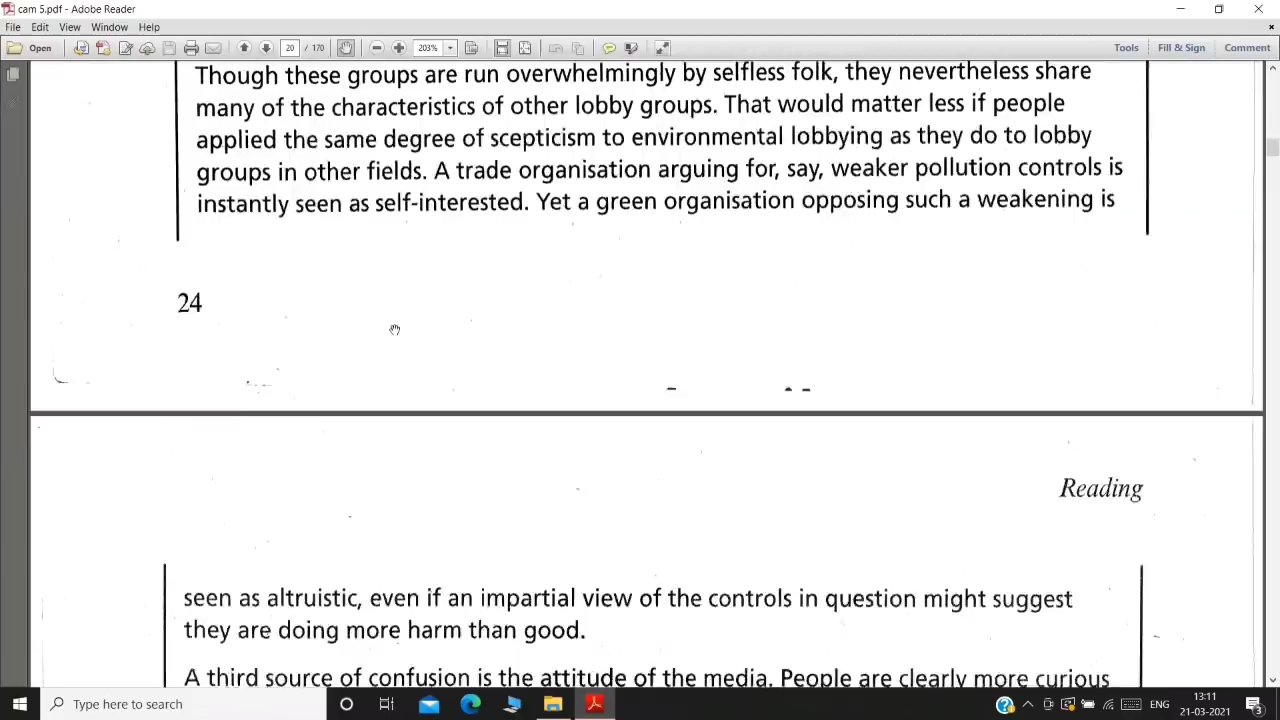 cam 5.pdf - Adobe Reader
File Edit View Window Help
Open 20 / 170 203% Tools Fill & Sign Comment
Though these groups are run overwhelmingly by selfless folk, they nevertheless share
many of the characteristics of other lobby groups. That would matter less if people
applied the same degree of scepticism to environmental lobbying as they do to lobby
groups in other fields. A trade organisation arguing for, say, weaker pollution controls is
instantly seen as self-interested. Yet a green organisation opposing such a weakening is
24
Reading
seen as altruistic, even if an impartial view of the controls in question might suggest
they are doing more harm than good.
A third source of confusion is the attitude of the media. People are clearly more curious
Type here to search
ENG
13:11
21-03-2021
3